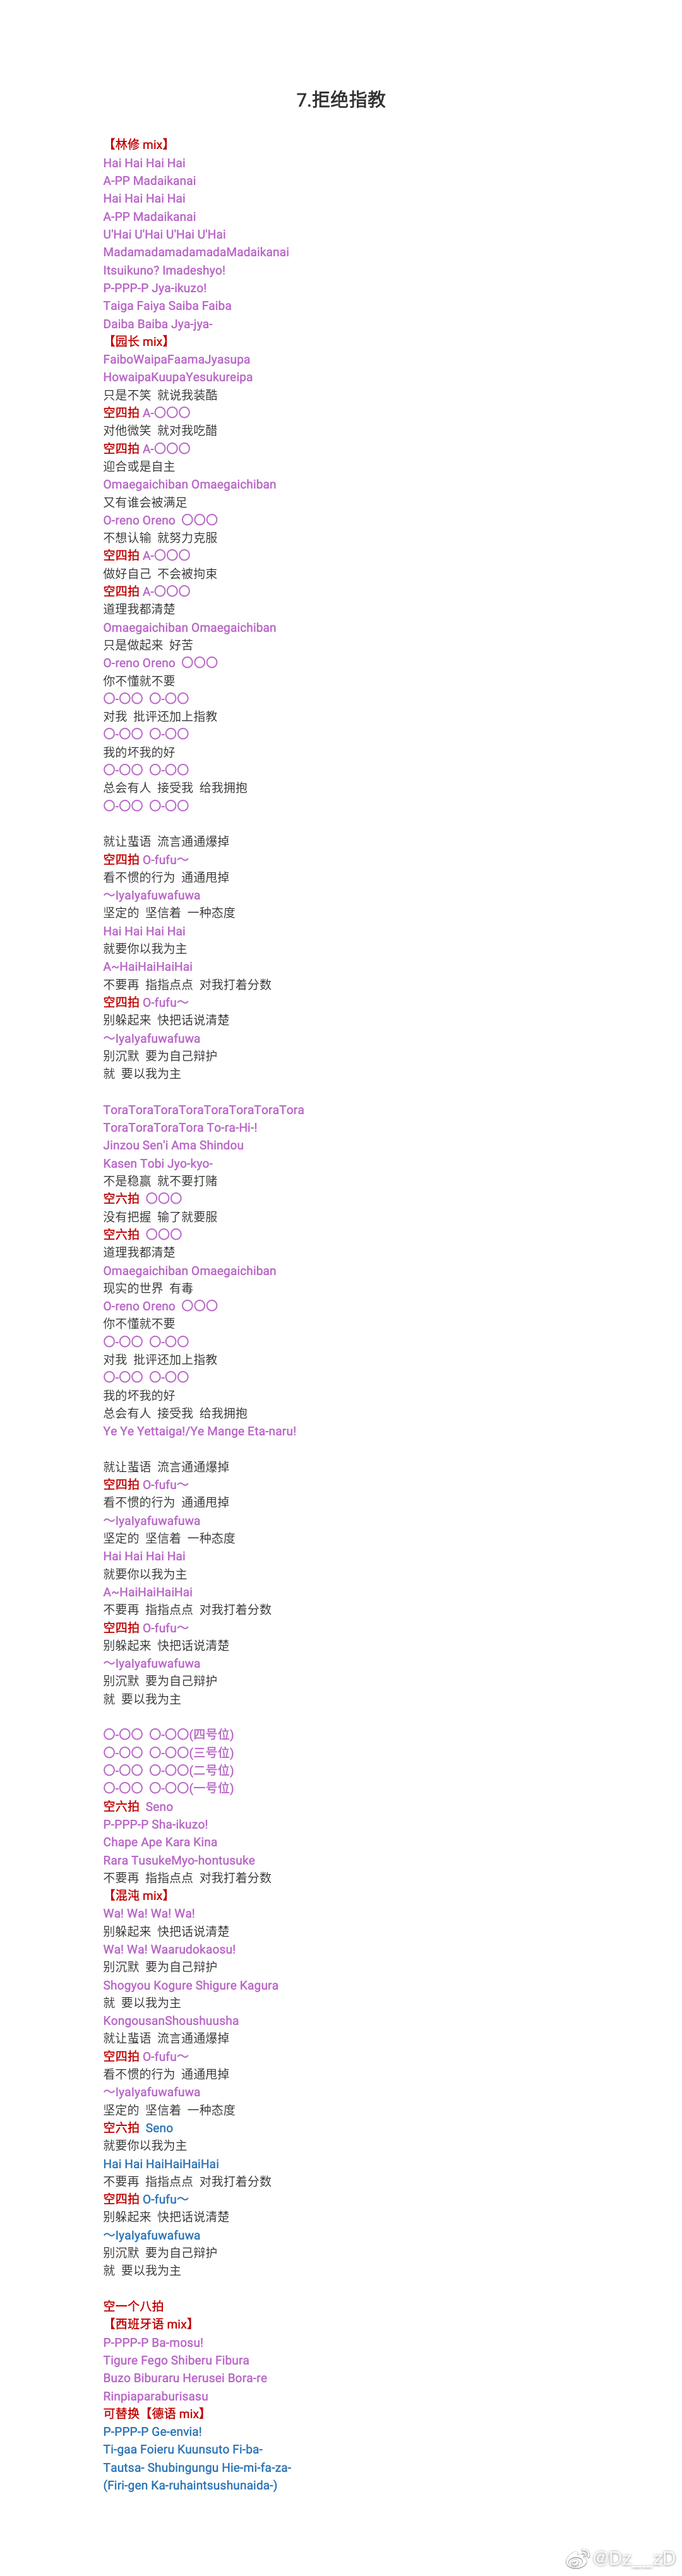 7.拒绝指教
【林修 mix】
Hai Hai Hai Hai
A-PP Madaikanai
Hai Hai Hai Hai
A-PP Madaikanai
U'Hai U'Hai U'Hai U'Hai
MadamadamadamadaMadaikanai
Itsuikuno? Imadeshyo!
P-PPP-P Jya-ikuzo!
Taiga Faiya Saiba Faiba
Daiba Baiba Jya-jya-
【园长 mix】
FaiboWaipaFaamaJyasupa
HowaipaKuupaYesukureipa
只是不笑 就说我装酷
空四拍 A-〇〇〇
对他微笑 就对我吃醋
空四拍 A-〇〇〇
迎合或是自主
Omaegaichiban Omaegaichiban
又有谁会被满足
O-reno Oreno 〇〇〇
不想认输 就努力克服
空四拍 A-〇〇〇
做好自己 不会被拘束
空四拍 A-〇〇〇
道理我都清楚
Omaegaichiban Omaegaichiban
只是做起来 好苦
O-reno Oreno 〇〇〇
你不懂就不要
〇-〇〇 〇-〇〇
对我 批评还加上指教
〇-〇〇 〇-〇〇
我的坏我的好
〇-〇〇 〇-〇〇
总会有人 接受我 给我拥抱
〇-〇〇 〇-〇〇
就让蜚语 流言通通爆掉
空四拍 O-fufu～
看不惯的行为 通通甩掉
～IyaIyafuwafuwa
坚定的 坚信着 一种态度
Hai Hai Hai Hai
就要你以我为主
A~HaiHaiHaiHai
不要再 指指点点 对我打着分数
空四拍 O-fufu～
别躲起来 快把话说清楚
～IyaIyafuwafuwa
别沉默 要为自己辩护
就 要以我为主
ToraToraToraToraToraToraToraTora
ToraToraToraTora To-ra-Hi-!
Jinzou Sen'i Ama Shindou
Kasen Tobi Jyo-kyo-
不是稳赢 就不要打赌
空六拍 〇〇〇
没有把握 输了就要服
空六拍 〇〇〇
道理我都清楚
Omaegaichiban Omaegaichiban
现实的世界 有毒
O-reno Oreno 〇〇〇
你不懂就不要
〇-〇〇 〇-〇〇
对我 批评还加上指教
〇-〇〇 〇-〇〇
我的坏我的好
总会有人 接受我 给我拥抱
Ye Ye Yettaiga!/Ye Mange Eta-naru!
就让蜚语 流言通通爆掉
空四拍 O-fufu～
看不惯的行为 通通甩掉
～IyaIyafuwafuwa
坚定的 坚信着 一种态度
Hai Hai Hai Hai
就要你以我为主
A~HaiHaiHaiHai
不要再 指指点点 对我打着分数
空四拍 O-fufu～
别躲起来 快把话说清楚
～IyaIyafuwafuwa
别沉默 要为自己辩护
就 要以我为主
〇-〇〇 〇-〇〇(四号位)
〇-〇〇 〇-〇〇(三号位)
〇-〇〇 〇-〇〇(二号位)
〇-〇〇 〇-〇〇(一号位)
空六拍 Seno
P-PPP-P Sha-ikuzo!
Chape Ape Kara Kina
Rara TusukeMyo-hontusuke
不要再 指指点点 对我打着分数
【混沌 mix】
Wa! Wa! Wa! Wa!
别躲起来 快把话说清楚
Wa! Wa! Waarudokaosu!
别沉默 要为自己辩护
Shogyou Kogure Shigure Kagura
就 要以我为主
KongousanShoushuusha
就让蜚语 流言通通爆掉
空四拍 O-fufu～
看不惯的行为 通通甩掉
～IyaIyafuwafuwa
坚定的 坚信着 一种态度
空六拍 Seno
就要你以我为主
Hai Hai HaiHaiHaiHai
不要再 指指点点 对我打着分数
空四拍 O-fufu～
别躲起来 快把话说清楚
～IyaIyafuwafuwa
别沉默 要为自己辩护
就 要以我为主
空一个八拍
【西班牙语 mix】
P-PPP-P Ba-mosu!
Tigure Fego Shiberu Fibura
Buzo Biburaru Herusei Bora-re
Rinpiaparaburisasu
可替换【德语 mix】
P-PPP-P Ge-envia!
Ti-gaa Foieru Kuunsuto Fi-ba-
Tautsa- Shubingungu Hie-mi-fa-za-
(Firi-gen Ka-ruhaintsushunaida-)
@Dz__zD